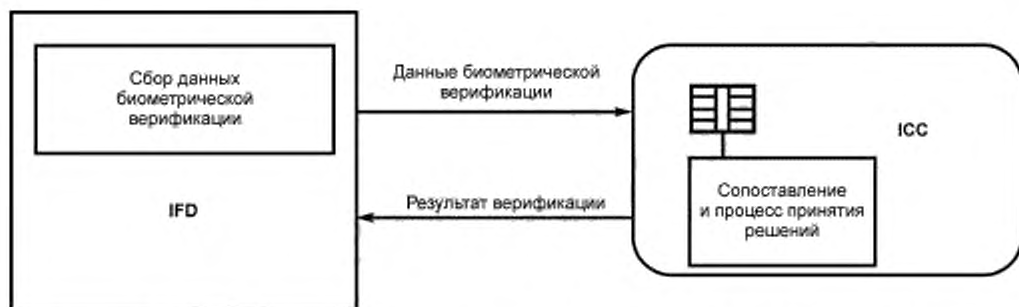 Сбор данных
биометрической
верификации
IFD
Данные биометрической
верификации
Результат верификации
ICC
Сопоставление
и процесс принятия
решений